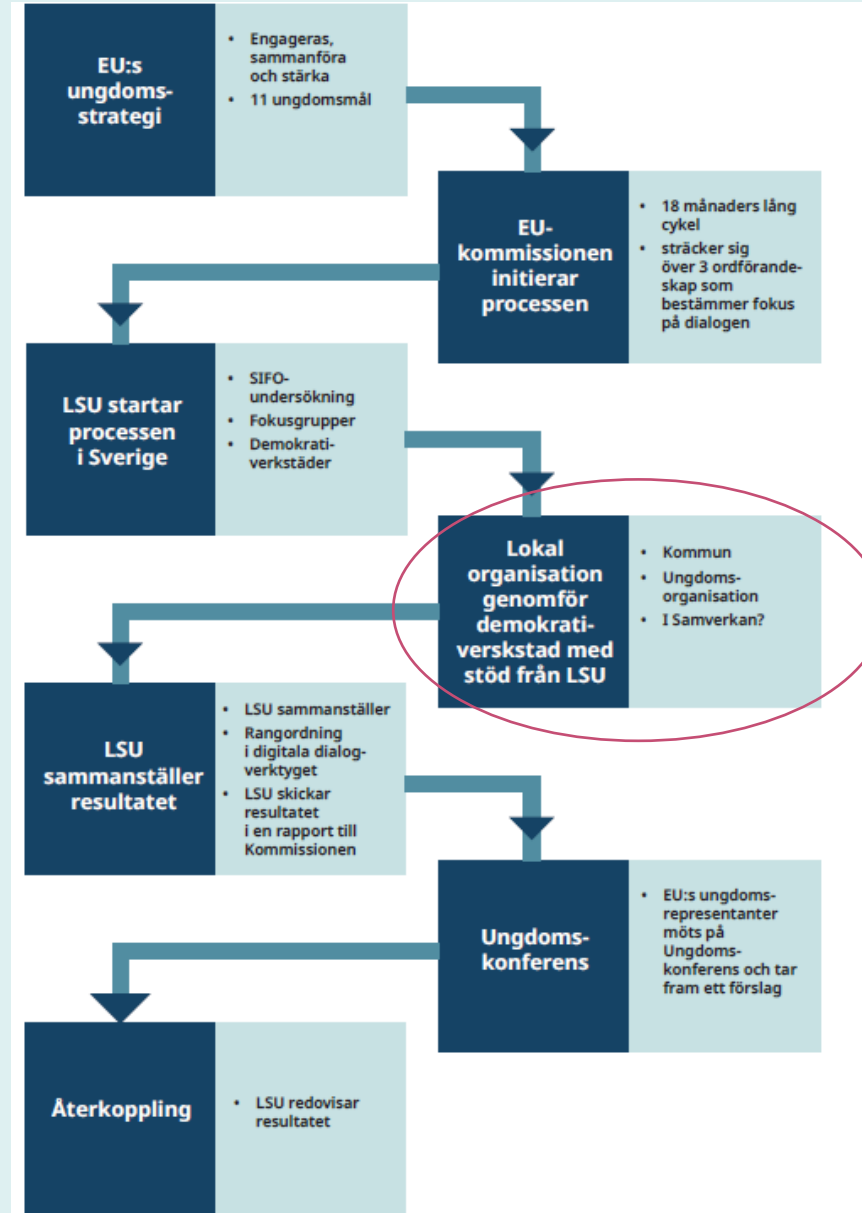 EU:s
ungdoms-
strategi
• Engageras,
sammanföra
och stärka
• 11 ungdomsmål
EU-
kommissionen
initierar
processen
• 18 månaders lång
cykel
• sträcker sig
över 3 ordförande-
skap som
bestämmer fokus
på dialogen
LSU startar
processen
i Sverige
• SIFO-
undersökning
• Fokusgrupper
• Demokrati-
verkstäder
Lokal
organisation
genomför
demokrati-
verskstad med
stöd från LSU
• Kommun
• Ungdoms-
organisation
• I Samverkan?
LSU
sammanställer
resultatet
• LSU sammanställer
• Rangordning
i digitala dialog-
verktyget
• LSU skickar
resultatet
i en rapport till
Kommissionen
Ungdoms-
konferens
• EU:s ungdoms-
representanter
möts på
Ungdoms-
konferens och tar
fram ett förslag
Återkoppling
• LSU redovisar
resultatet